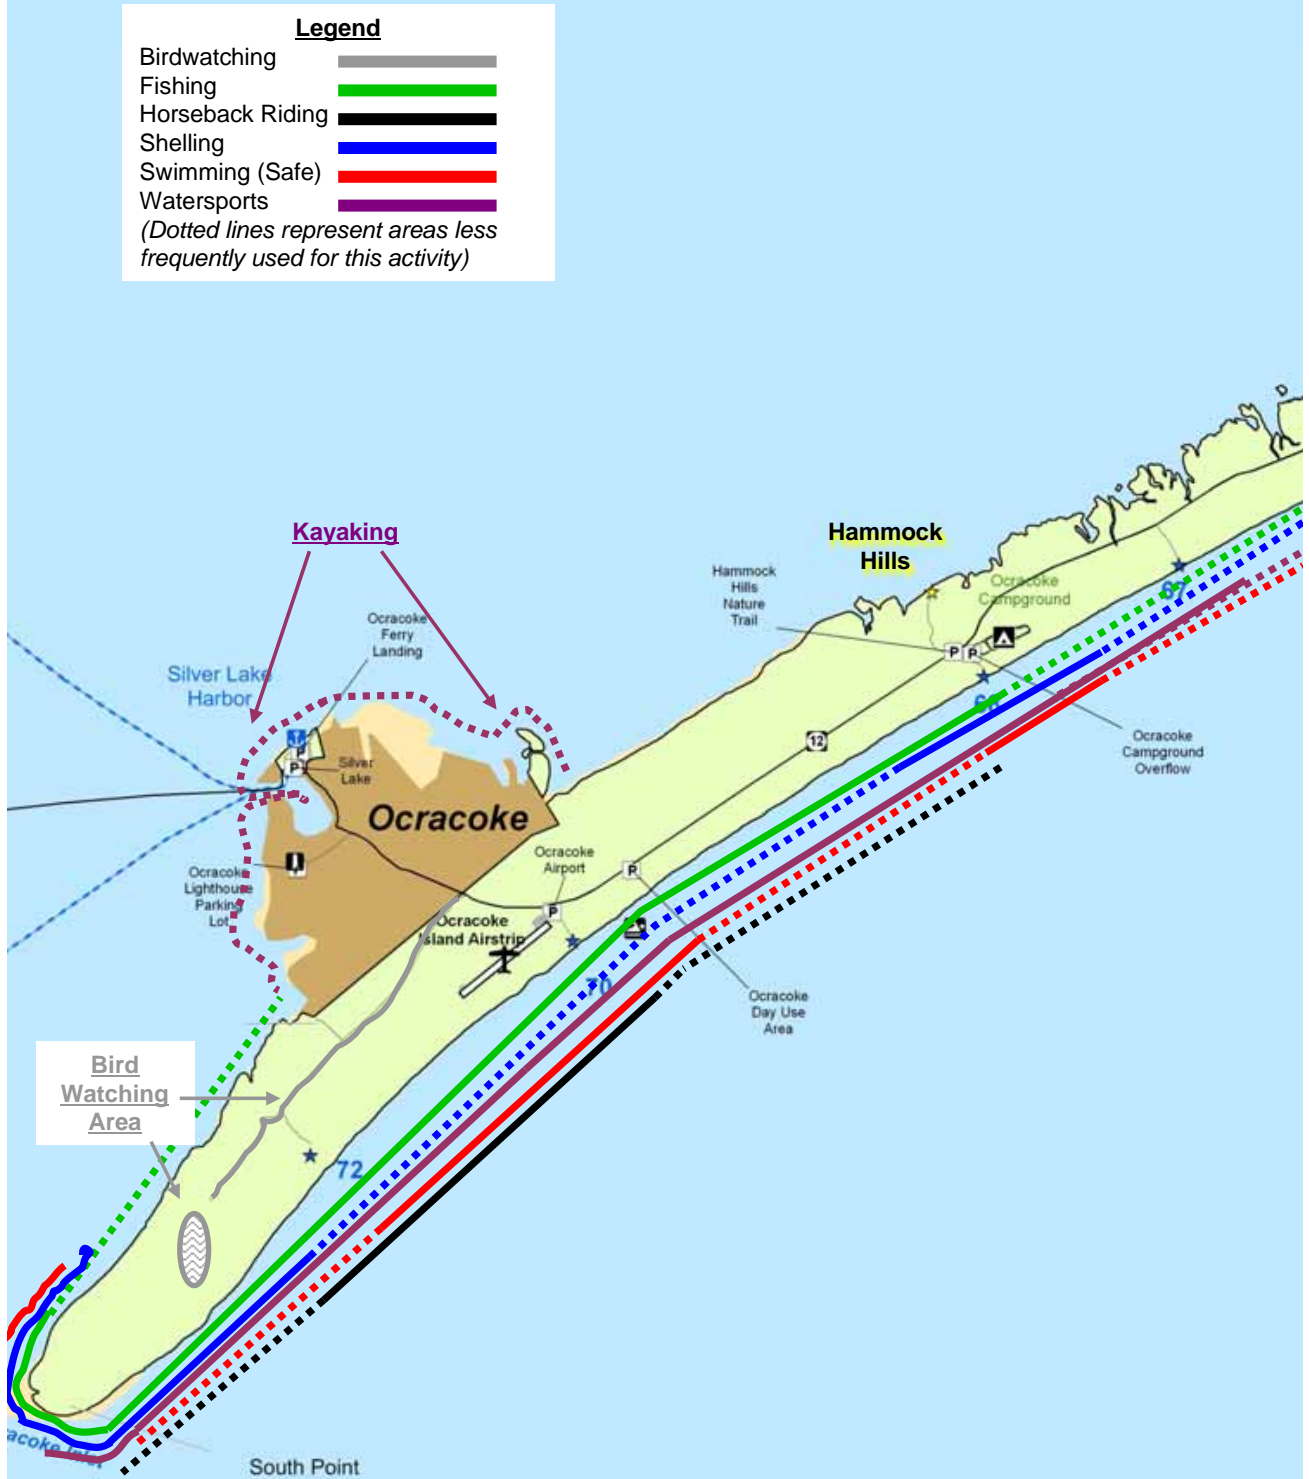 Legend
Birdwatching
Fishing
Horseback Riding
Shelling
Swimming (Safe)
Watersports
(Dotted lines represent areas less
frequently used for this activity)
Kayaking
Hammock
Hills
Hammock
Hills
Nature
Trail
Ocracoke
Campground
67
Ocracoke
Ferry
Landing
Silver Lake
Harbor
P
P
P
P
Silver
Lake
12
Ocracoke
Campground
Overflow
Ocracoke
Ocracoke
Airport
P
P
Ocracoke
Lighthouse
Parking
Lot
Ocracoke
Island Airstrip
70
Ocracoke
Day Use
Area
Bird
Watching
Area
72
South Point